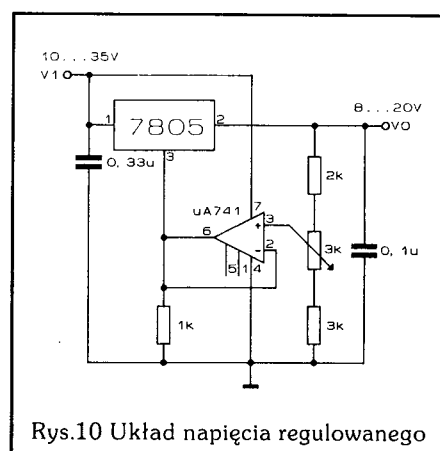 10...35V
V1
8...20V
V0
1
7805
2
3
0,33u
2k
uA741
7
6
+
3
-
2
3k
0,1u
5
1
4
1k
3k
Rys.10 Układ napięcia regulowanego